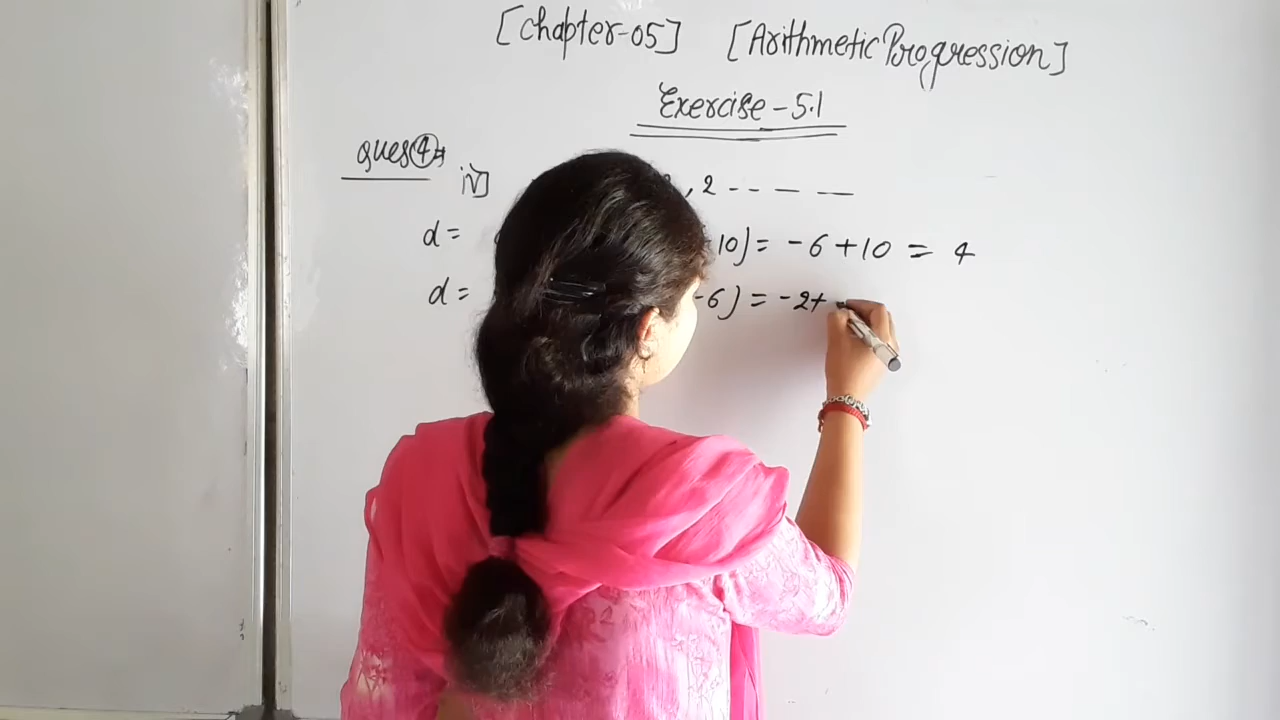 [Chapter-05] [Arithmetic Progression]
Exercise-5.1
Ques④⇒
iv] , 2 -- — —
d = 10) = -6+10 = 4
d = -6) = -2+